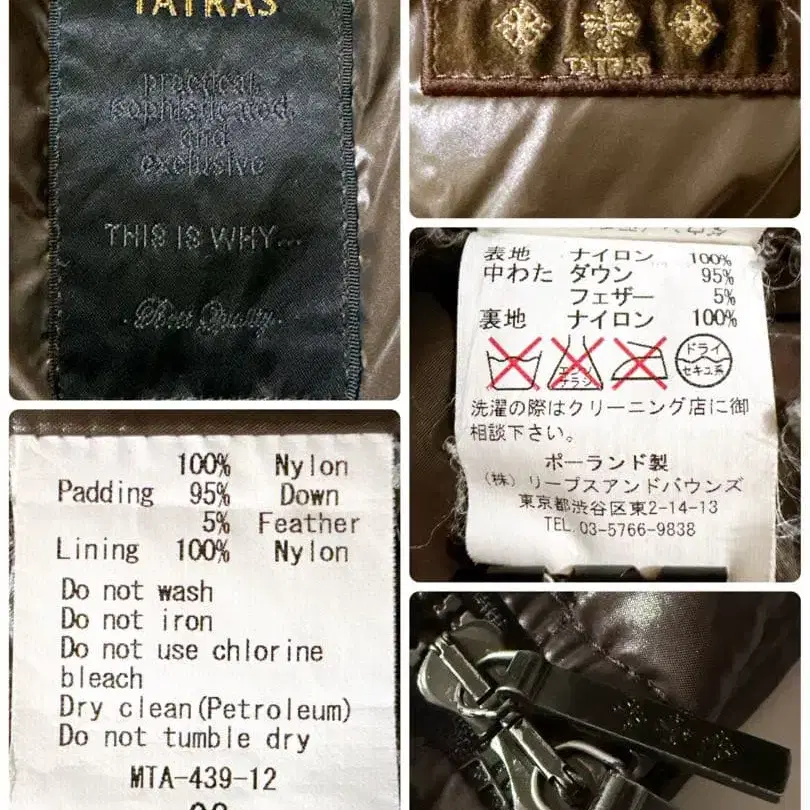 TATRAS
practical,
sophisticated,
and
exclusive
THIS IS WHY...
·Best Quality·
TATRAS
表地 ナイロン 100%
中わた ダウン 95%
フェザー 5%
裏地 ナイロン 100%
エンソ
サラシ
ドライ
セキユ系
洗濯の際はクリーニング店に御
相談下さい。
ポーランド製
(株) リープスアンドバウンズ
東京都渋谷区東2-14-13
TEL.03-5766-9838
100% Nylon
Padding 95% Down
5% Feather
Lining 100% Nylon
Do not wash
Do not iron
Do not use chlorine
bleach
Dry clean(Petroleum)
Do not tumble dry
MTA-439-12